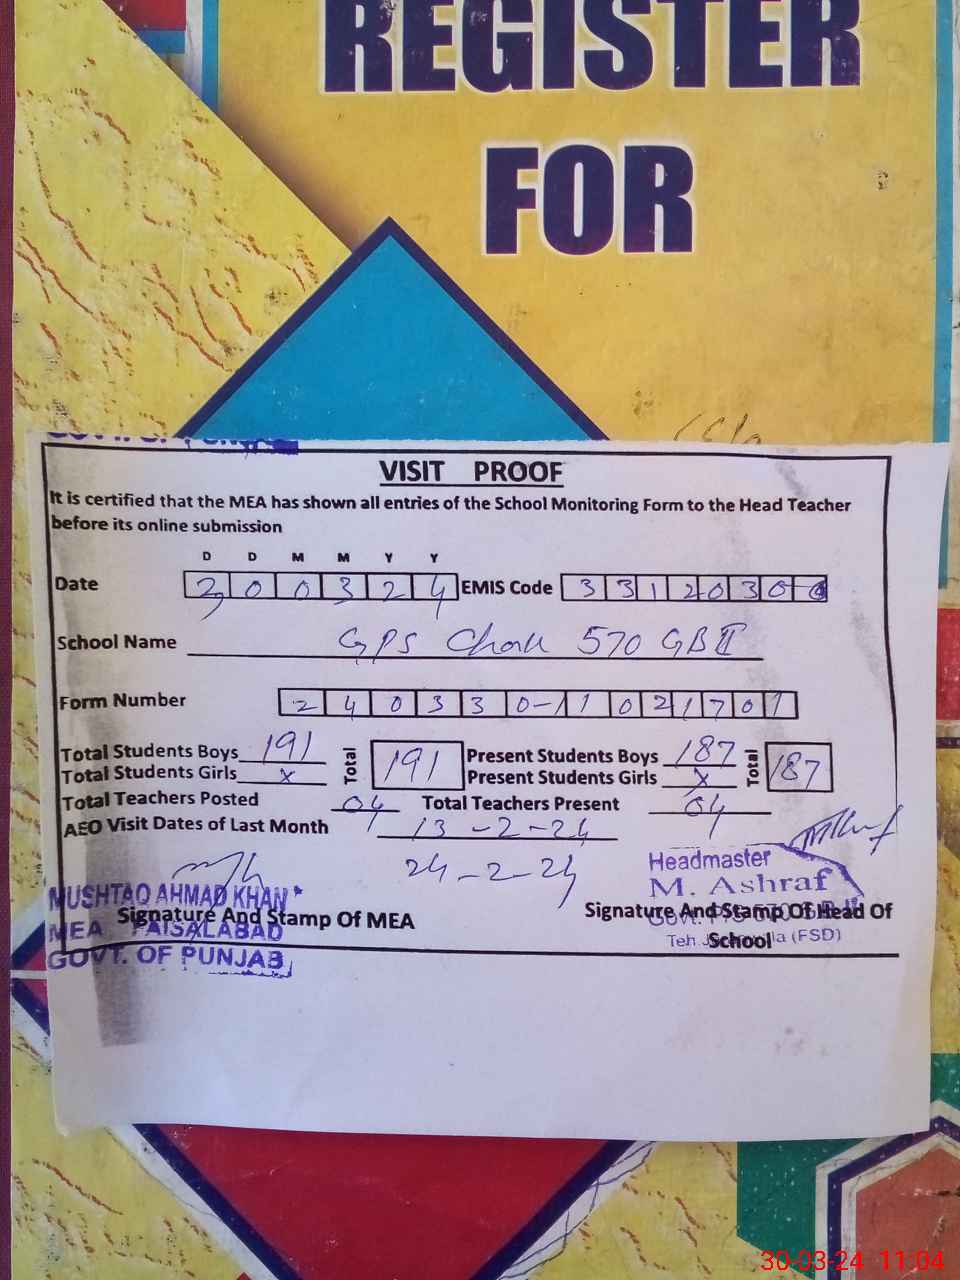 REGISTER
FOR
VISIT PROOF
It is certified that the MEA has shown all entries of the School Monitoring Form to the Head Teacher
before its online submission
D D M M Y Y
Date 3 0 0 3 2 4 EMIS Code 3 3 1 2 0 3 0
School Name GPS Chak 570 GB II
Form Number 2 4 0 3 3 0-1 1 0 2 1 7 0 1
Total Students Boys 191 Total 191 Present Students Boys 187 Total 187
Total Students Girls x Present Students Girls x
Total Teachers Posted 04 Total Teachers Present 04
AEO Visit Dates of Last Month 13-2-24
24-2-24
Headmaster
M. Ashraf
MUSHTAQ AHMAD KHAN
Signature And Stamp Of MEA
Signature And Stamp Of Head Of
School
MEA FAISALABAD
Govt. P/S 570
Teh. (FSD)
GOVT. OF PUNJAB
30-03-24 11:04